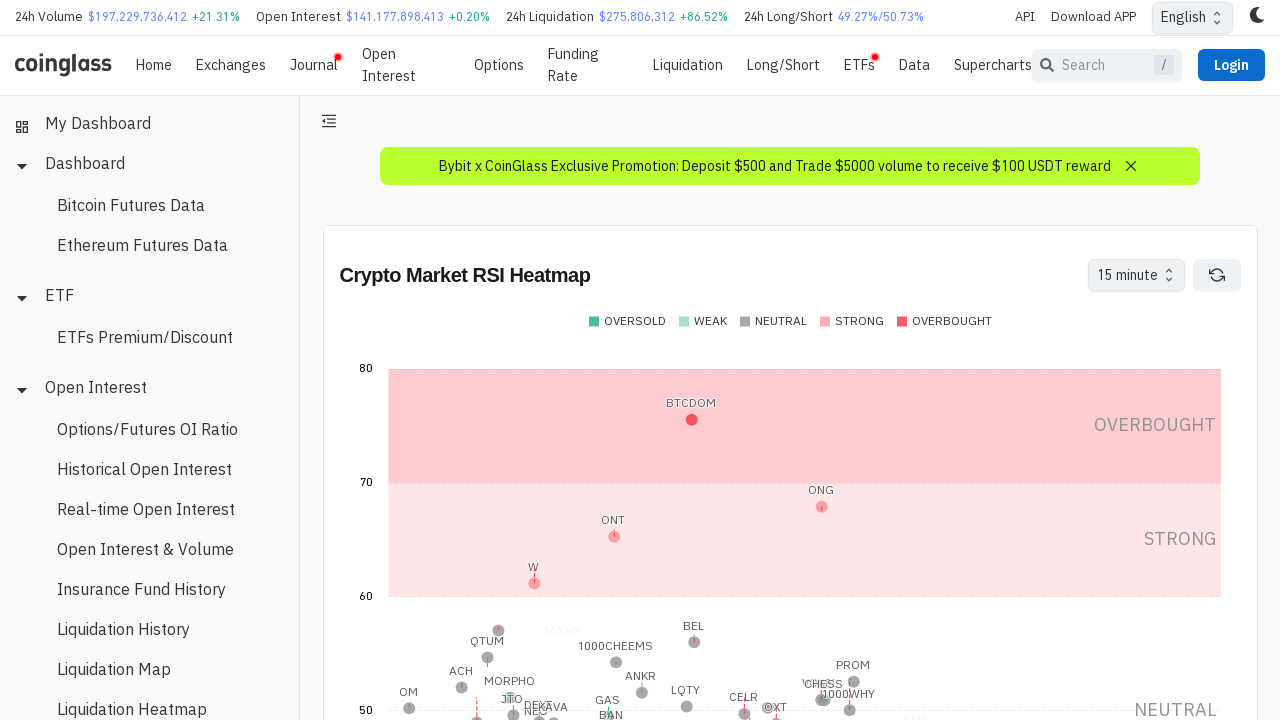 24h Volume $197,229,736,412 +21.31% Open Interest $141,177,898,413 +0.20% 24h Liquidation $275,806,312 +86.52% 24h Long/Short 49.27%/50.73% API Download APP English
coinglass Home Exchanges Journal Open Interest Options Funding Rate Liquidation Long/Short ETFs Data Supercharts Search / Login
My Dashboard
Dashboard
Bitcoin Futures Data
Ethereum Futures Data
ETF
ETFs Premium/Discount
Open Interest
Options/Futures OI Ratio
Historical Open Interest
Real-time Open Interest
Open Interest & Volume
Insurance Fund History
Liquidation History
Liquidation Map
Liquidation Heatmap
Bybit x CoinGlass Exclusive Promotion: Deposit $500 and Trade $5000 volume to receive $100 USDT reward
Crypto Market RSI Heatmap 15 minute
OVERSOLD WEAK NEUTRAL STRONG OVERBOUGHT
80
BTCDOM
OVERBOUGHT
70
ONG
ONT
STRONG
W
60
BEL
JASMY
QTUM
1000CHEEMS
PROM
ACH
ANKR
MORPHO
CHESS
OM
LQTY
1000WHY
JTO
GAS
CELR
50
BAN
NEUTRAL